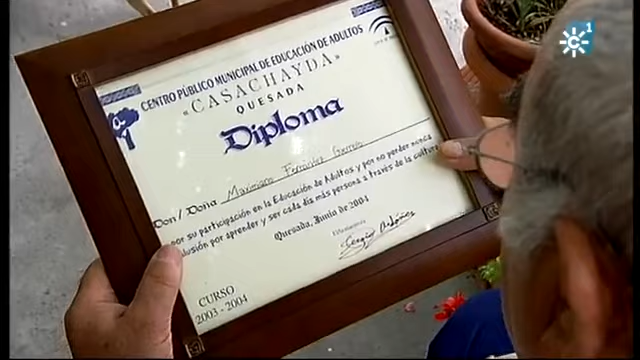 1
CENTRO PÚBLICO MUNICIPAL DE EDUCACIÓN DE ADULTOS
«CASACHAYDA»
QUESADA
Diploma
Don/Doña Maximiano Fernández Guerrero
por su participación en la Educación de Adultos y por no perder nunca
ilusión por aprender y ser cada día más persona a través de la cultura
Quesada, Junio de 2004
CURSO
2003 - 2004